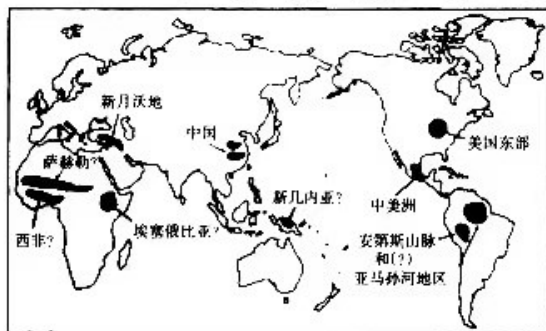 新月沃地
中国
美国东部
萨赫勒?
中美洲
新几内亚?
西非?
埃塞俄比亚?
安第斯山脉
和(?)
亚马孙河地区